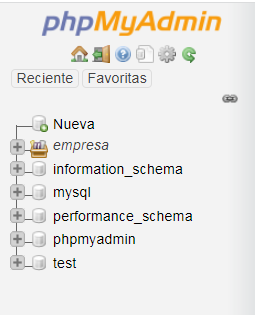 phpMyAdmin
Reciente Favoritas
Nueva
empresa
information_schema
mysql
performance_schema
phpmyadmin
test